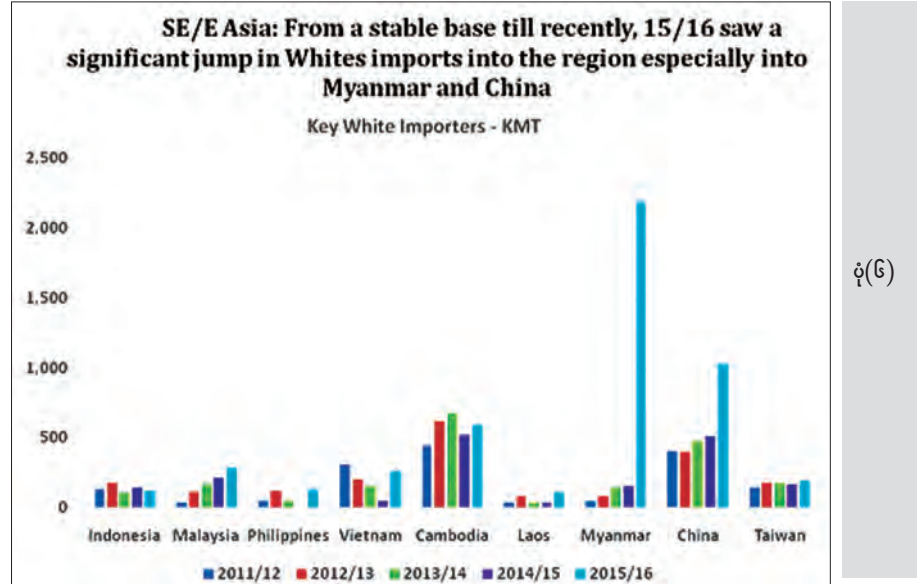 SE/E Asia: From a stable base till recently, 15/16 saw a
significant jump in Whites imports into the region especially into
Myanmar and China
Key White Importers - KMT
2,500
2,000
1,500
1,000
500
0
Indonesia Malaysia Philippines Vietnam Cambodia Laos Myanmar China Taiwan
2011/12 2012/13 2013/14 2014/15 2015/16
ပုံ(၆)